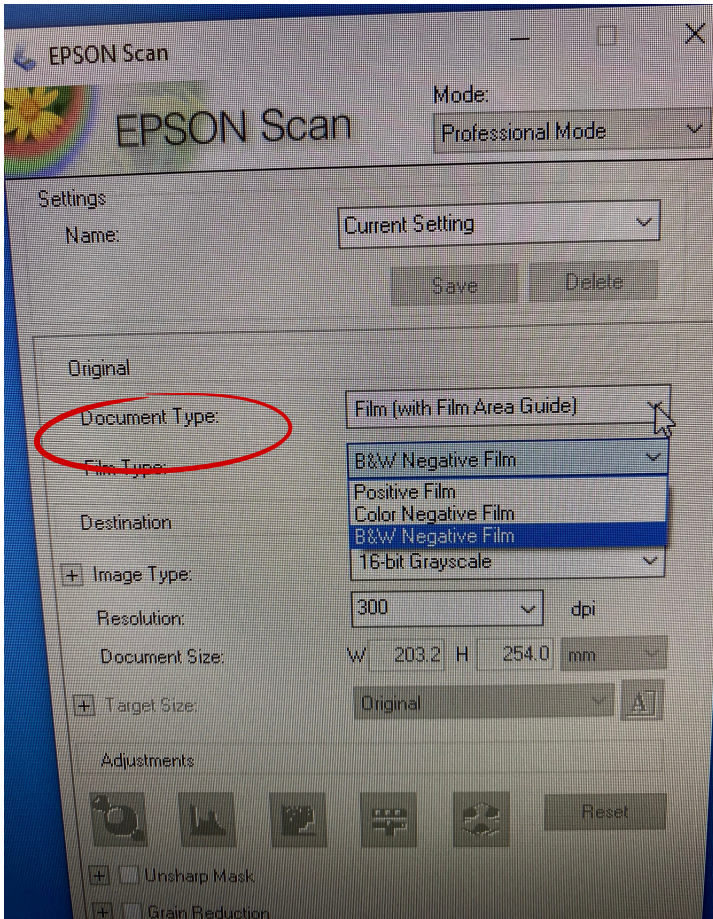 EPSON Scan
EPSON Scan
Mode:
Professional Mode
Settings
Name:
Current Setting
Save
Delete
Original
Document Type:
Film (with Film Area Guide)
Film Type:
B&W Negative Film
Positive Film
Color Negative Film
B&W Negative Film
Destination
Image Type:
16-bit Grayscale
Resolution:
300
dpi
Document Size:
W 203.2 H 254.0 mm
Target Size:
Original
A
Adjustments
Reset
Unsharp Mask
Grain Reduction